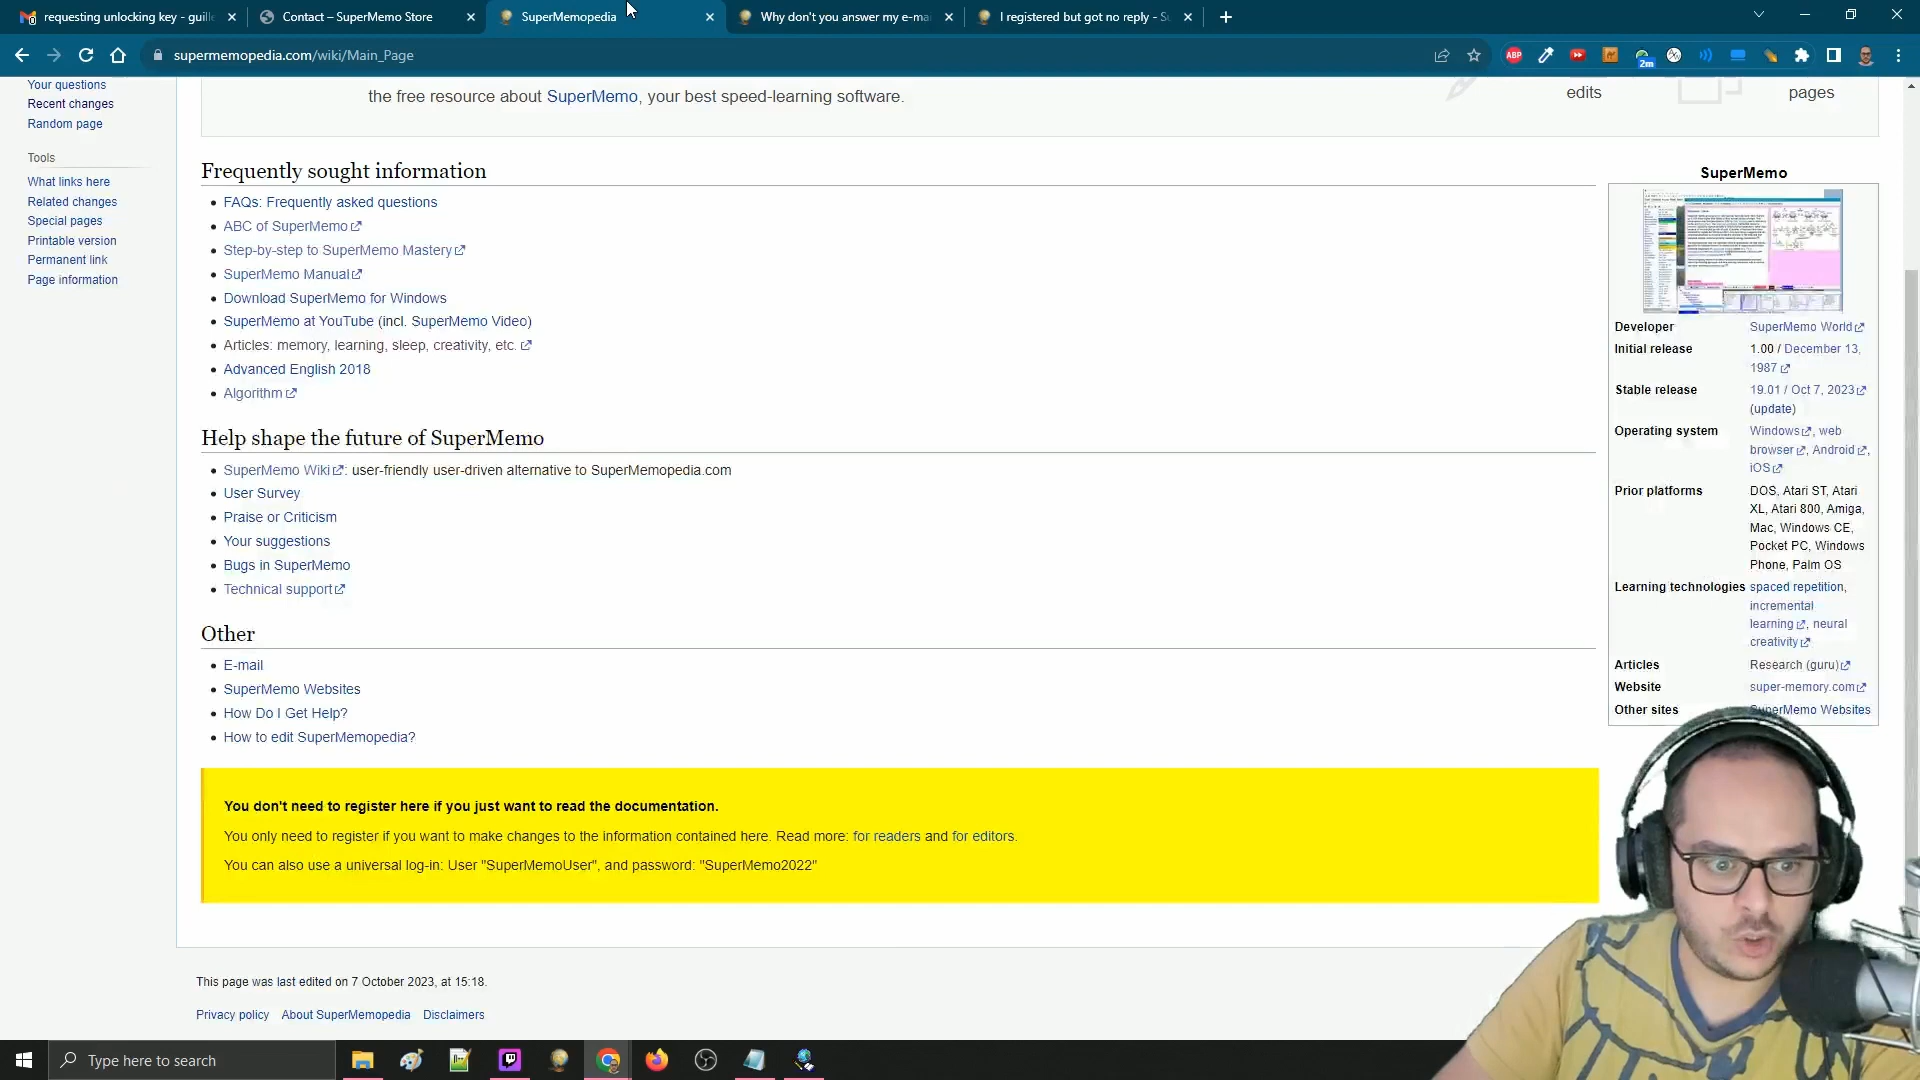 requesting unlocking key - guille
Contact – SuperMemo Store
SuperMemopedia
Why don't you answer my e-ma
I registered but got no reply - S
supermemopedia.com/wiki/Main_Page
ABP
2m
Your questions
Recent changes
Random page
Tools
What links here
Related changes
Special pages
Printable version
Permanent link
Page information
the free resource about SuperMemo, your best speed-learning software.
edits
pages
Frequently sought information
FAQs: Frequently asked questions
ABC of SuperMemo
Step-by-step to SuperMemo Mastery
SuperMemo Manual
Download SuperMemo for Windows
SuperMemo at YouTube (incl. SuperMemo Video)
Articles: memory, learning, sleep, creativity, etc.
Advanced English 2018
Algorithm
Help shape the future of SuperMemo
SuperMemo Wiki: user-friendly user-driven alternative to SuperMemopedia.com
User Survey
Praise or Criticism
Your suggestions
Bugs in SuperMemo
Technical support
Other
E-mail
SuperMemo Websites
How Do I Get Help?
How to edit SuperMemopedia?
SuperMemo
Developer SuperMemo World
Initial release 1.00 / December 13,
1987
Stable release 19.01 / Oct 7, 2023
(update)
Operating system Windows, web
browser, Android,
iOS
Prior platforms DOS, Atari ST, Atari
XL, Atari 800, Amiga,
Mac, Windows CE,
Pocket PC, Windows
Phone, Palm OS
Learning technologies spaced repetition,
incremental
learning, neural
creativity
Articles Research (guru)
Website super-memory.com
Other sites SuperMemo Websites
You don't need to register here if you just want to read the documentation.
You only need to register if you want to make changes to the information contained here. Read more: for readers and for editors.
You can also use a universal log-in: User "SuperMemoUser", and password: "SuperMemo2022"
This page was last edited on 7 October 2023, at 15:18.
Privacy policy About SuperMemopedia Disclaimers
Type here to search